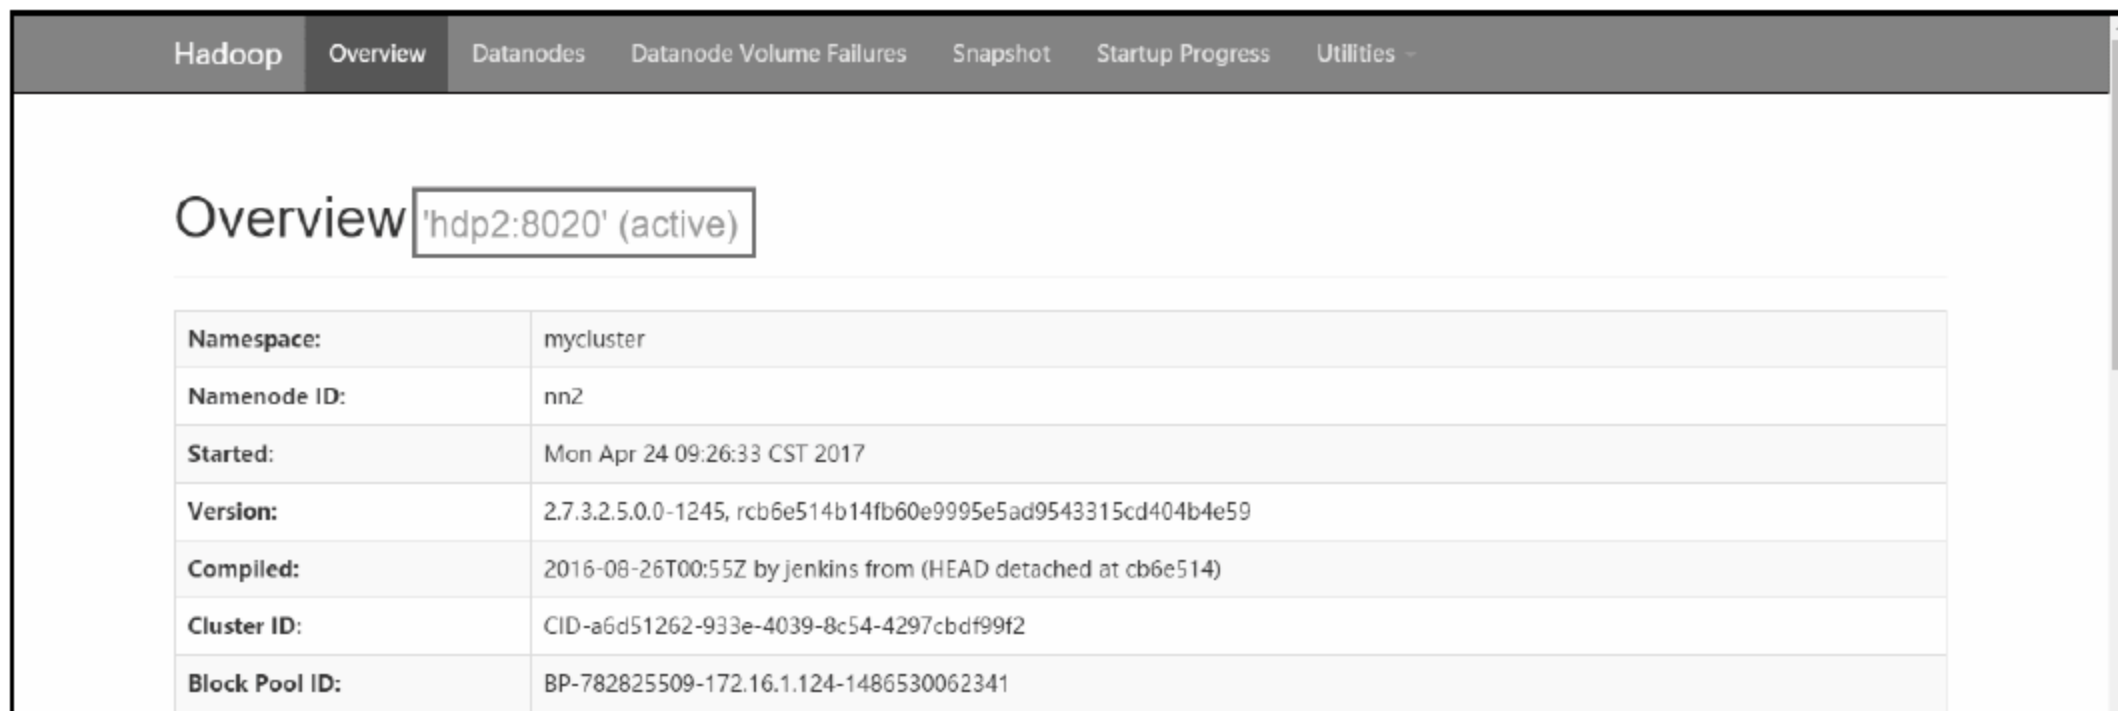 Hadoop Overview Datanodes Datanode Volume Failures Snapshot Startup Progress Utilities
Overview 'hdp2:8020' (active)
Namespace: mycluster
Namenode ID: nn2
Started: Mon Apr 24 09:26:33 CST 2017
Version: 2.7.3.2.5.0.0-1245, rcb6e514b14fb60e9995e5ad9543315cd404b4e59
Compiled: 2016-08-26T00:55Z by jenkins from (HEAD detached at cb6e514)
Cluster ID: CID-a6d51262-933e-4039-8c54-4297cbdf99f2
Block Pool ID: BP-782825509-172.16.1.124-1486530062341